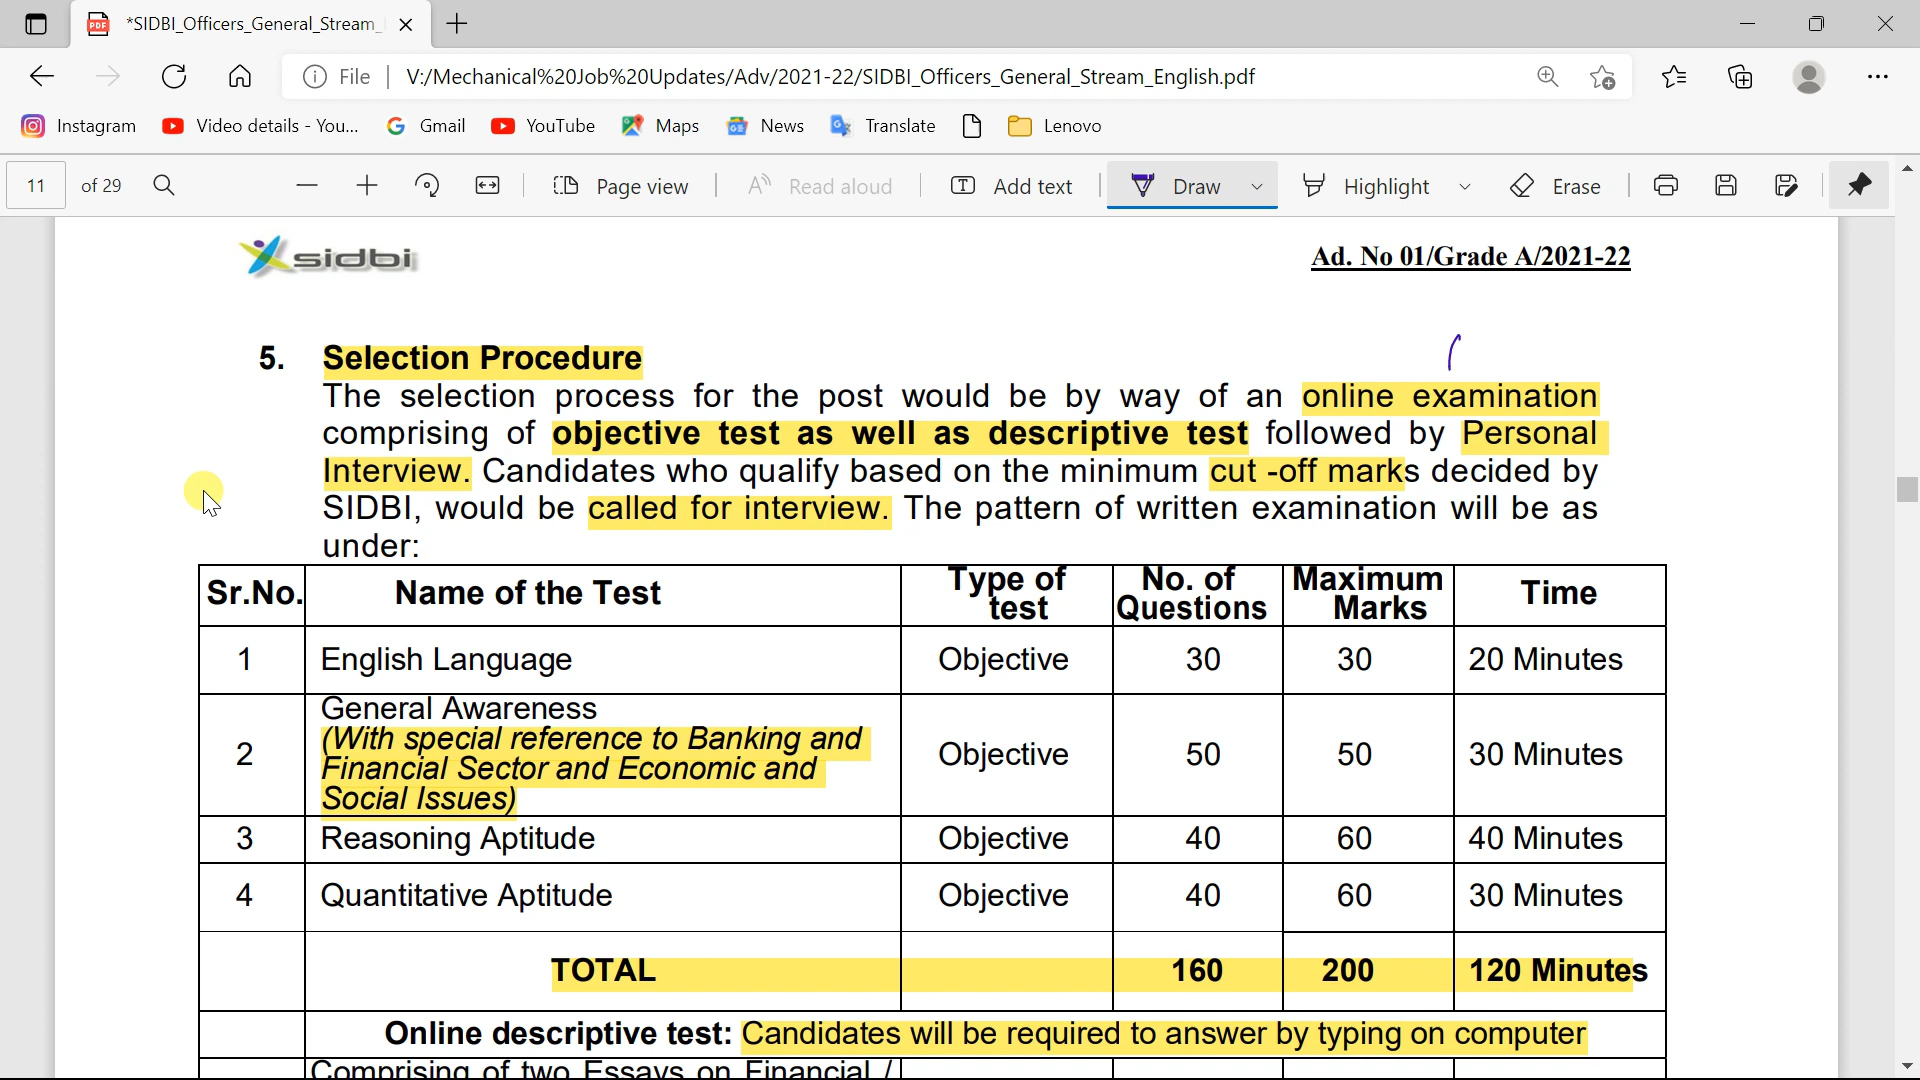 *SIDBI_Officers_General_Stream_
File V:/Mechanical%20Job%20Updates/Adv/2021-22/SIDBI_Officers_General_Stream_English.pdf
Instagram Video details - You... Gmail YouTube Maps News Translate Lenovo
11 of 29 Page view Read aloud Add text Draw Highlight Erase
sidbi Ad. No 01/Grade A/2021-22
5. Selection Procedure
The selection process for the post would be by way of an online examination
comprising of objective test as well as descriptive test followed by Personal
Interview. Candidates who qualify based on the minimum cut -off marks decided by
SIDBI, would be called for interview. The pattern of written examination will be as
under:
Sr.No. Name of the Test Type of test No. of Questions Maximum Marks Time
1 English Language Objective 30 30 20 Minutes
2 General Awareness
(With special reference to Banking and
Financial Sector and Economic and
Social Issues) Objective 50 50 30 Minutes
3 Reasoning Aptitude Objective 40 60 40 Minutes
4 Quantitative Aptitude Objective 40 60 30 Minutes
TOTAL 160 200 120 Minutes
Online descriptive test: Candidates will be required to answer by typing on computer
Comprising of two Essays on Financial /